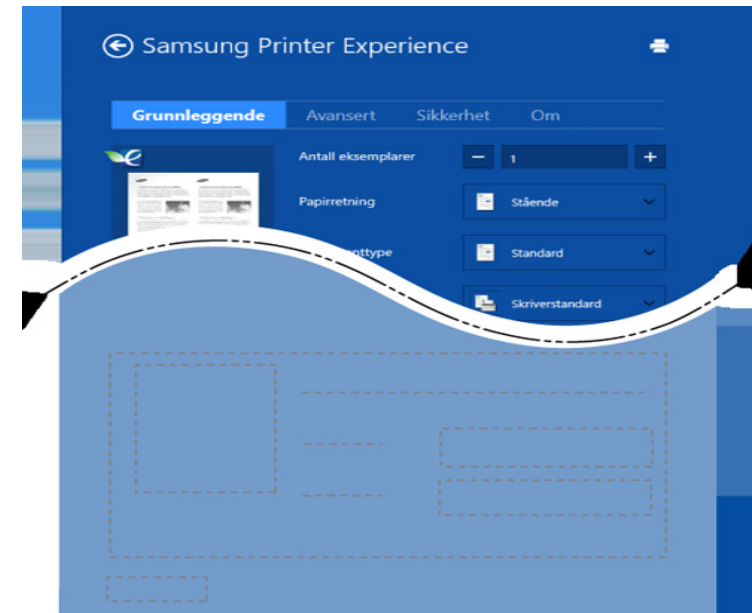 Samsung Printer Experience
Grunnleggende Avansert Sikkerhet Om
Antall eksemplarer 1
Papirretning Stående
Standard
Skriverstandard